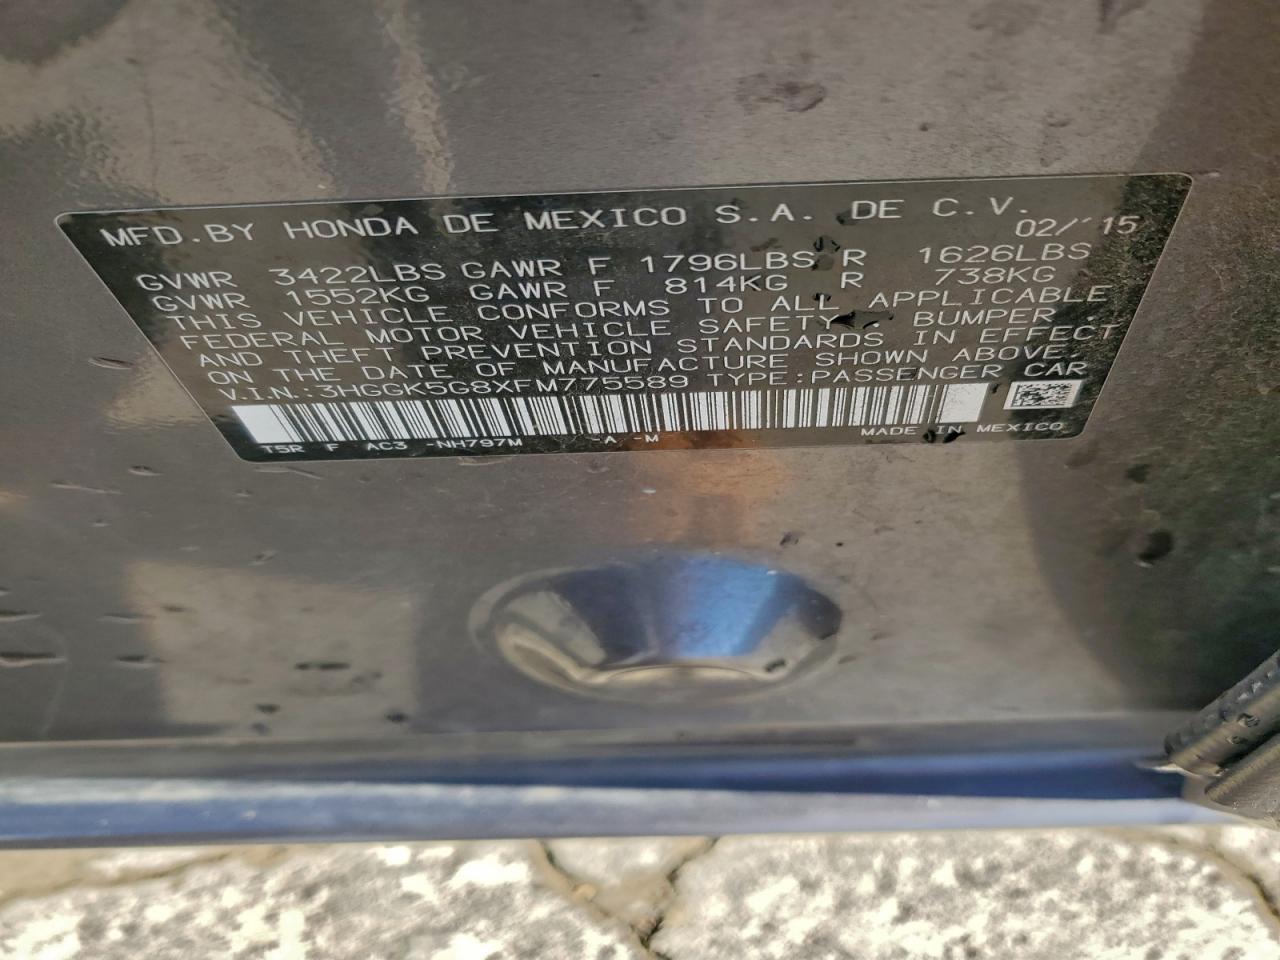 MFD.BY HONDA DE MEXICO S.A. DE C.V.
02/'15
GVWR 3422LBS GAWR F 1796LBS R 1626LBS
GVWR 1552KG GAWR F 814KG R 738KG
THIS VEHICLE CONFORMS TO ALL APPLICABLE
FEDERAL MOTOR VEHICLE SAFETY, BUMPER,
AND THEFT PREVENTION STANDARDS IN EFFECT
ON THE DATE OF MANUFACTURE SHOWN ABOVE.
V.I.N.:3HGGK5G8XFM775589 TYPE:PASSENGER CAR
T5R F AC3 -NH797M -A -M MADE IN MEXICO